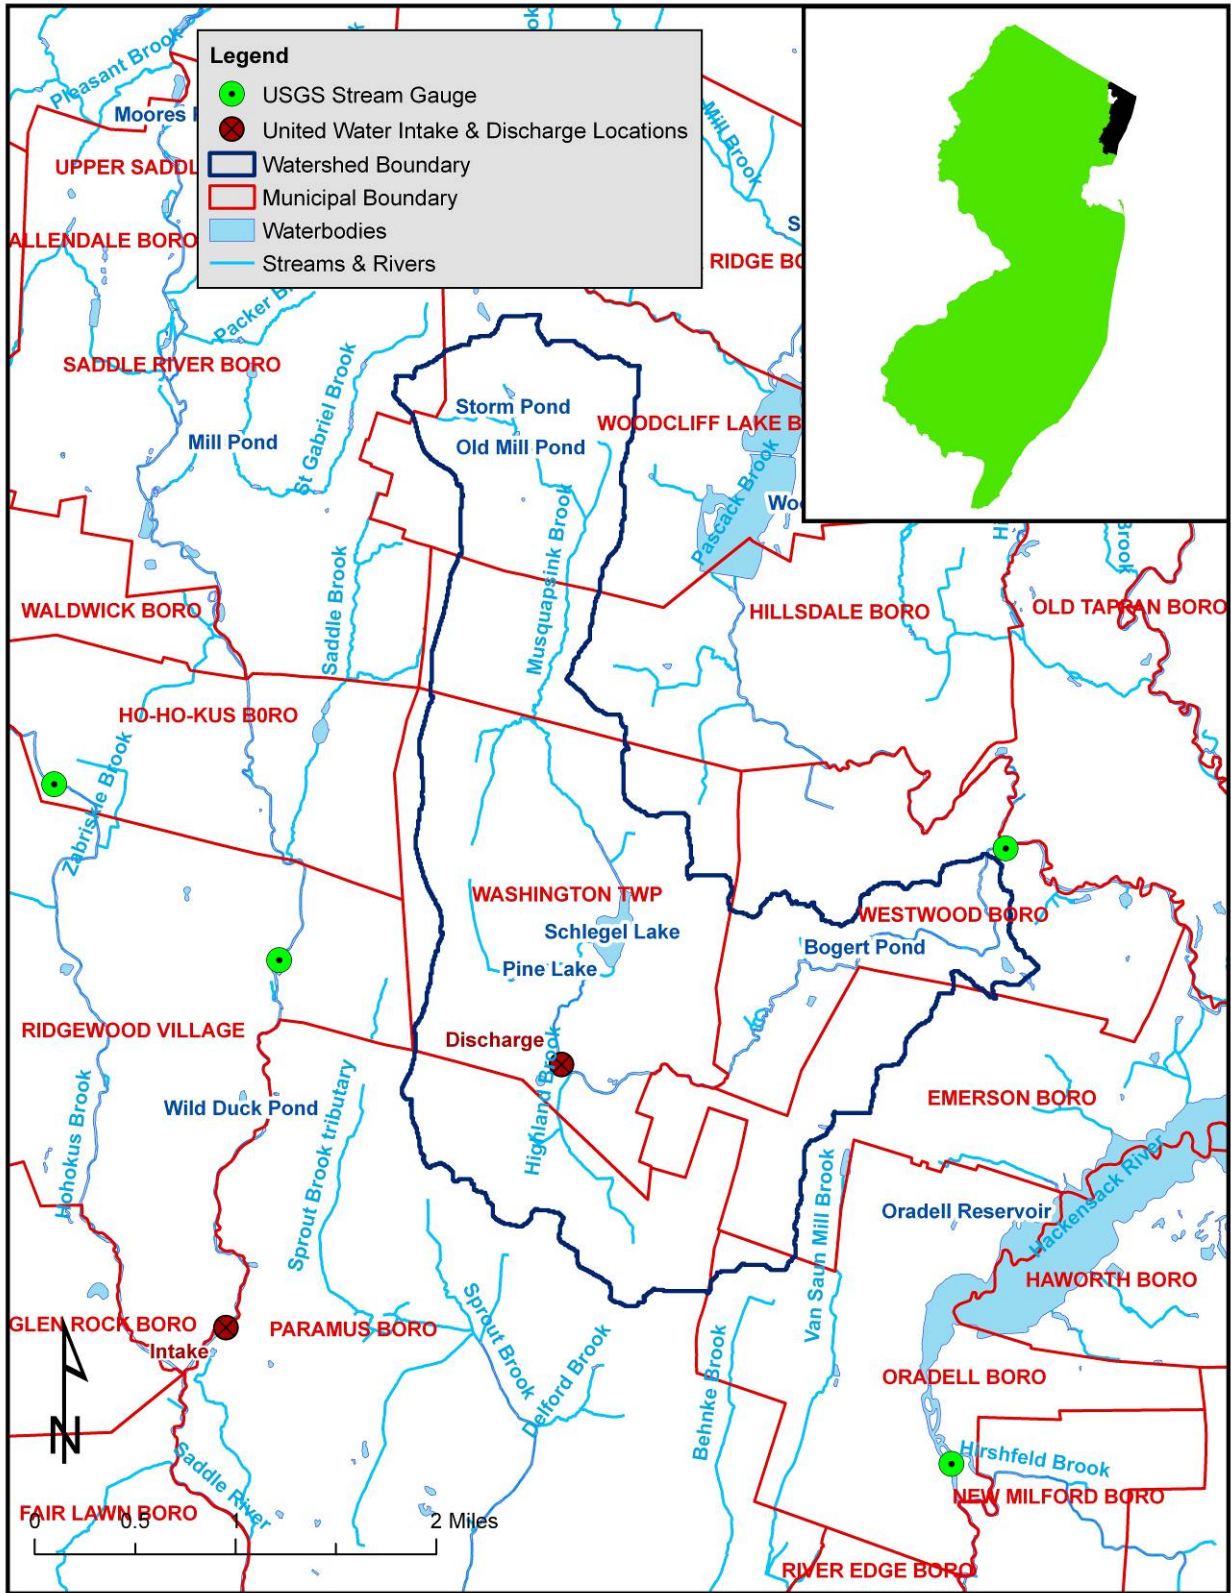 Pleasant Brook
ok
Legend
USGS Stream Gauge
United Water Intake & Discharge Locations
Watershed Boundary
Municipal Boundary
Waterbodies
Streams & Rivers
Moores
Mill Brook
UPPER SADDL
S
ALLENDALE BORO
RIDGE BO
Packer B
SADDLE RIVER BORO
St Gabriel Brook
Storm Pond
WOODCLIFF LAKE B
Mill Pond
Old Mill Pond
Pascack Brook
Woo
Hi
Brook
Musquapsink Brook
Saddle Brook
WALDWICK BORO
HILLSDALE BORO
OLD TAPPAN BORO
HO-HO-KUS B0RO
Zabriskie Brook
WASHINGTON TWP
WESTWOOD BORO
Schlegel Lake
Bogert Pond
Pine Lake
RIDGEWOOD VILLAGE
Discharge
Highland Brook
Wild Duck Pond
EMERSON BORO
Hohokus Brook
Sprout Brook tributary
Van Saun Mill Brook
Oradell Reservoir
Hackensack River
HAWORTH BORO
GLEN ROCK BORO
PARAMUS BORO
Intake
Sprout Brook
Delford Brook
Behnke Brook
ORADELL BORO
N
Saddle River
Hirshfeld Brook
NEW MILFORD BORO
FAIR LAWN BORO
0 0.5 1 2 Miles
RIVER EDGE BORO